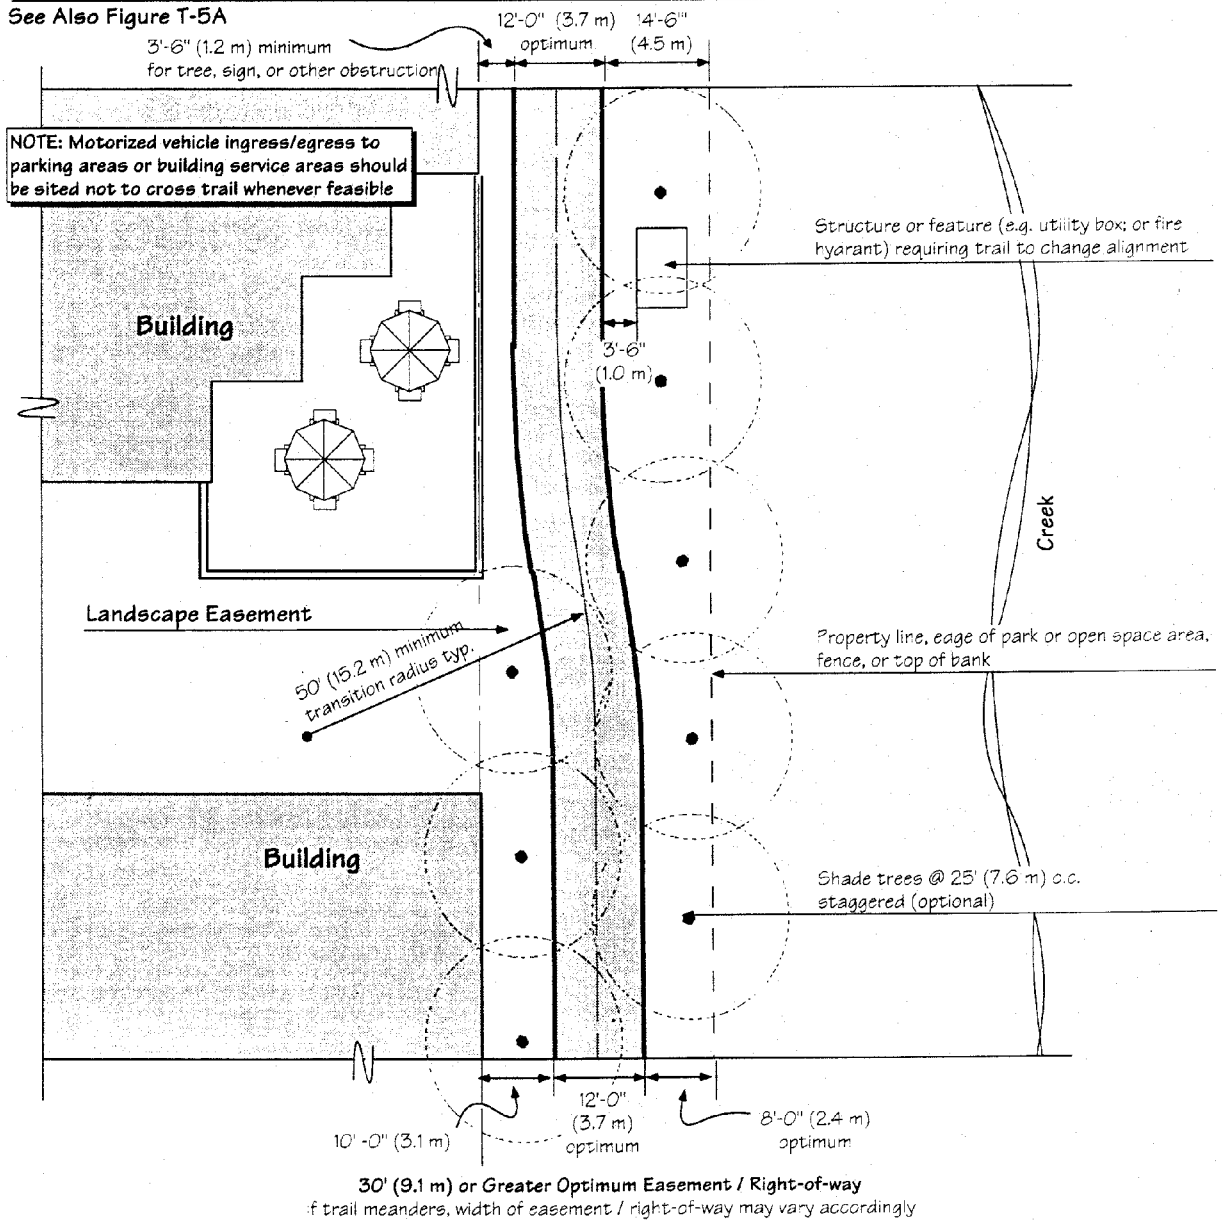 See Also Figure T-5A
12'-0" (3.7 m)
optimum
14'-6'"
(4.5 m)
3'-6" (1.2 m) minimum
for tree, sign, or other obstruction
NOTE: Motorized vehicle ingress/egress to
parking areas or building service areas should
be sited not to cross trail whenever feasible
Structure or feature (e.g. utility box; or fire
hydrant) requiring trail to change alignment
Building
3'-6"
(1.0 m)
Creek
Landscape Easement
50' (15.2 m) minimum
transition radius typ.
Property line, edge of park or open space area,
fence, or top of bank
Building
Shade trees @ 25' (7.6 m) c.c.
staggered (optional)
10' -0" (3.1 m)
12'-0"
(3.7 m)
optimum
8'-0" (2.4 m)
optimum
30' (9.1 m) or Greater Optimum Easement / Right-of-way
If trail meanders, width of easement / right-of-way may vary accordingly